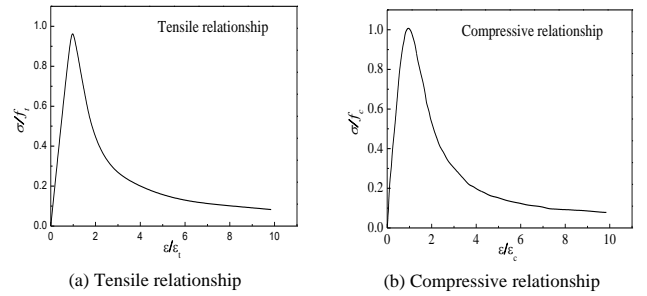 Tensile relationship
1.0
0.8
0.6
0.4
0.2
0.0
σ/fₜ
0 2 4 6 8 10
ε/εₜ
(a) Tensile relationship
Compressive relationship
1.0
0.8
0.6
0.4
0.2
0.0
σ/f_c
0 2 4 6 8 10
ε/ε_c
(b) Compressive relationship